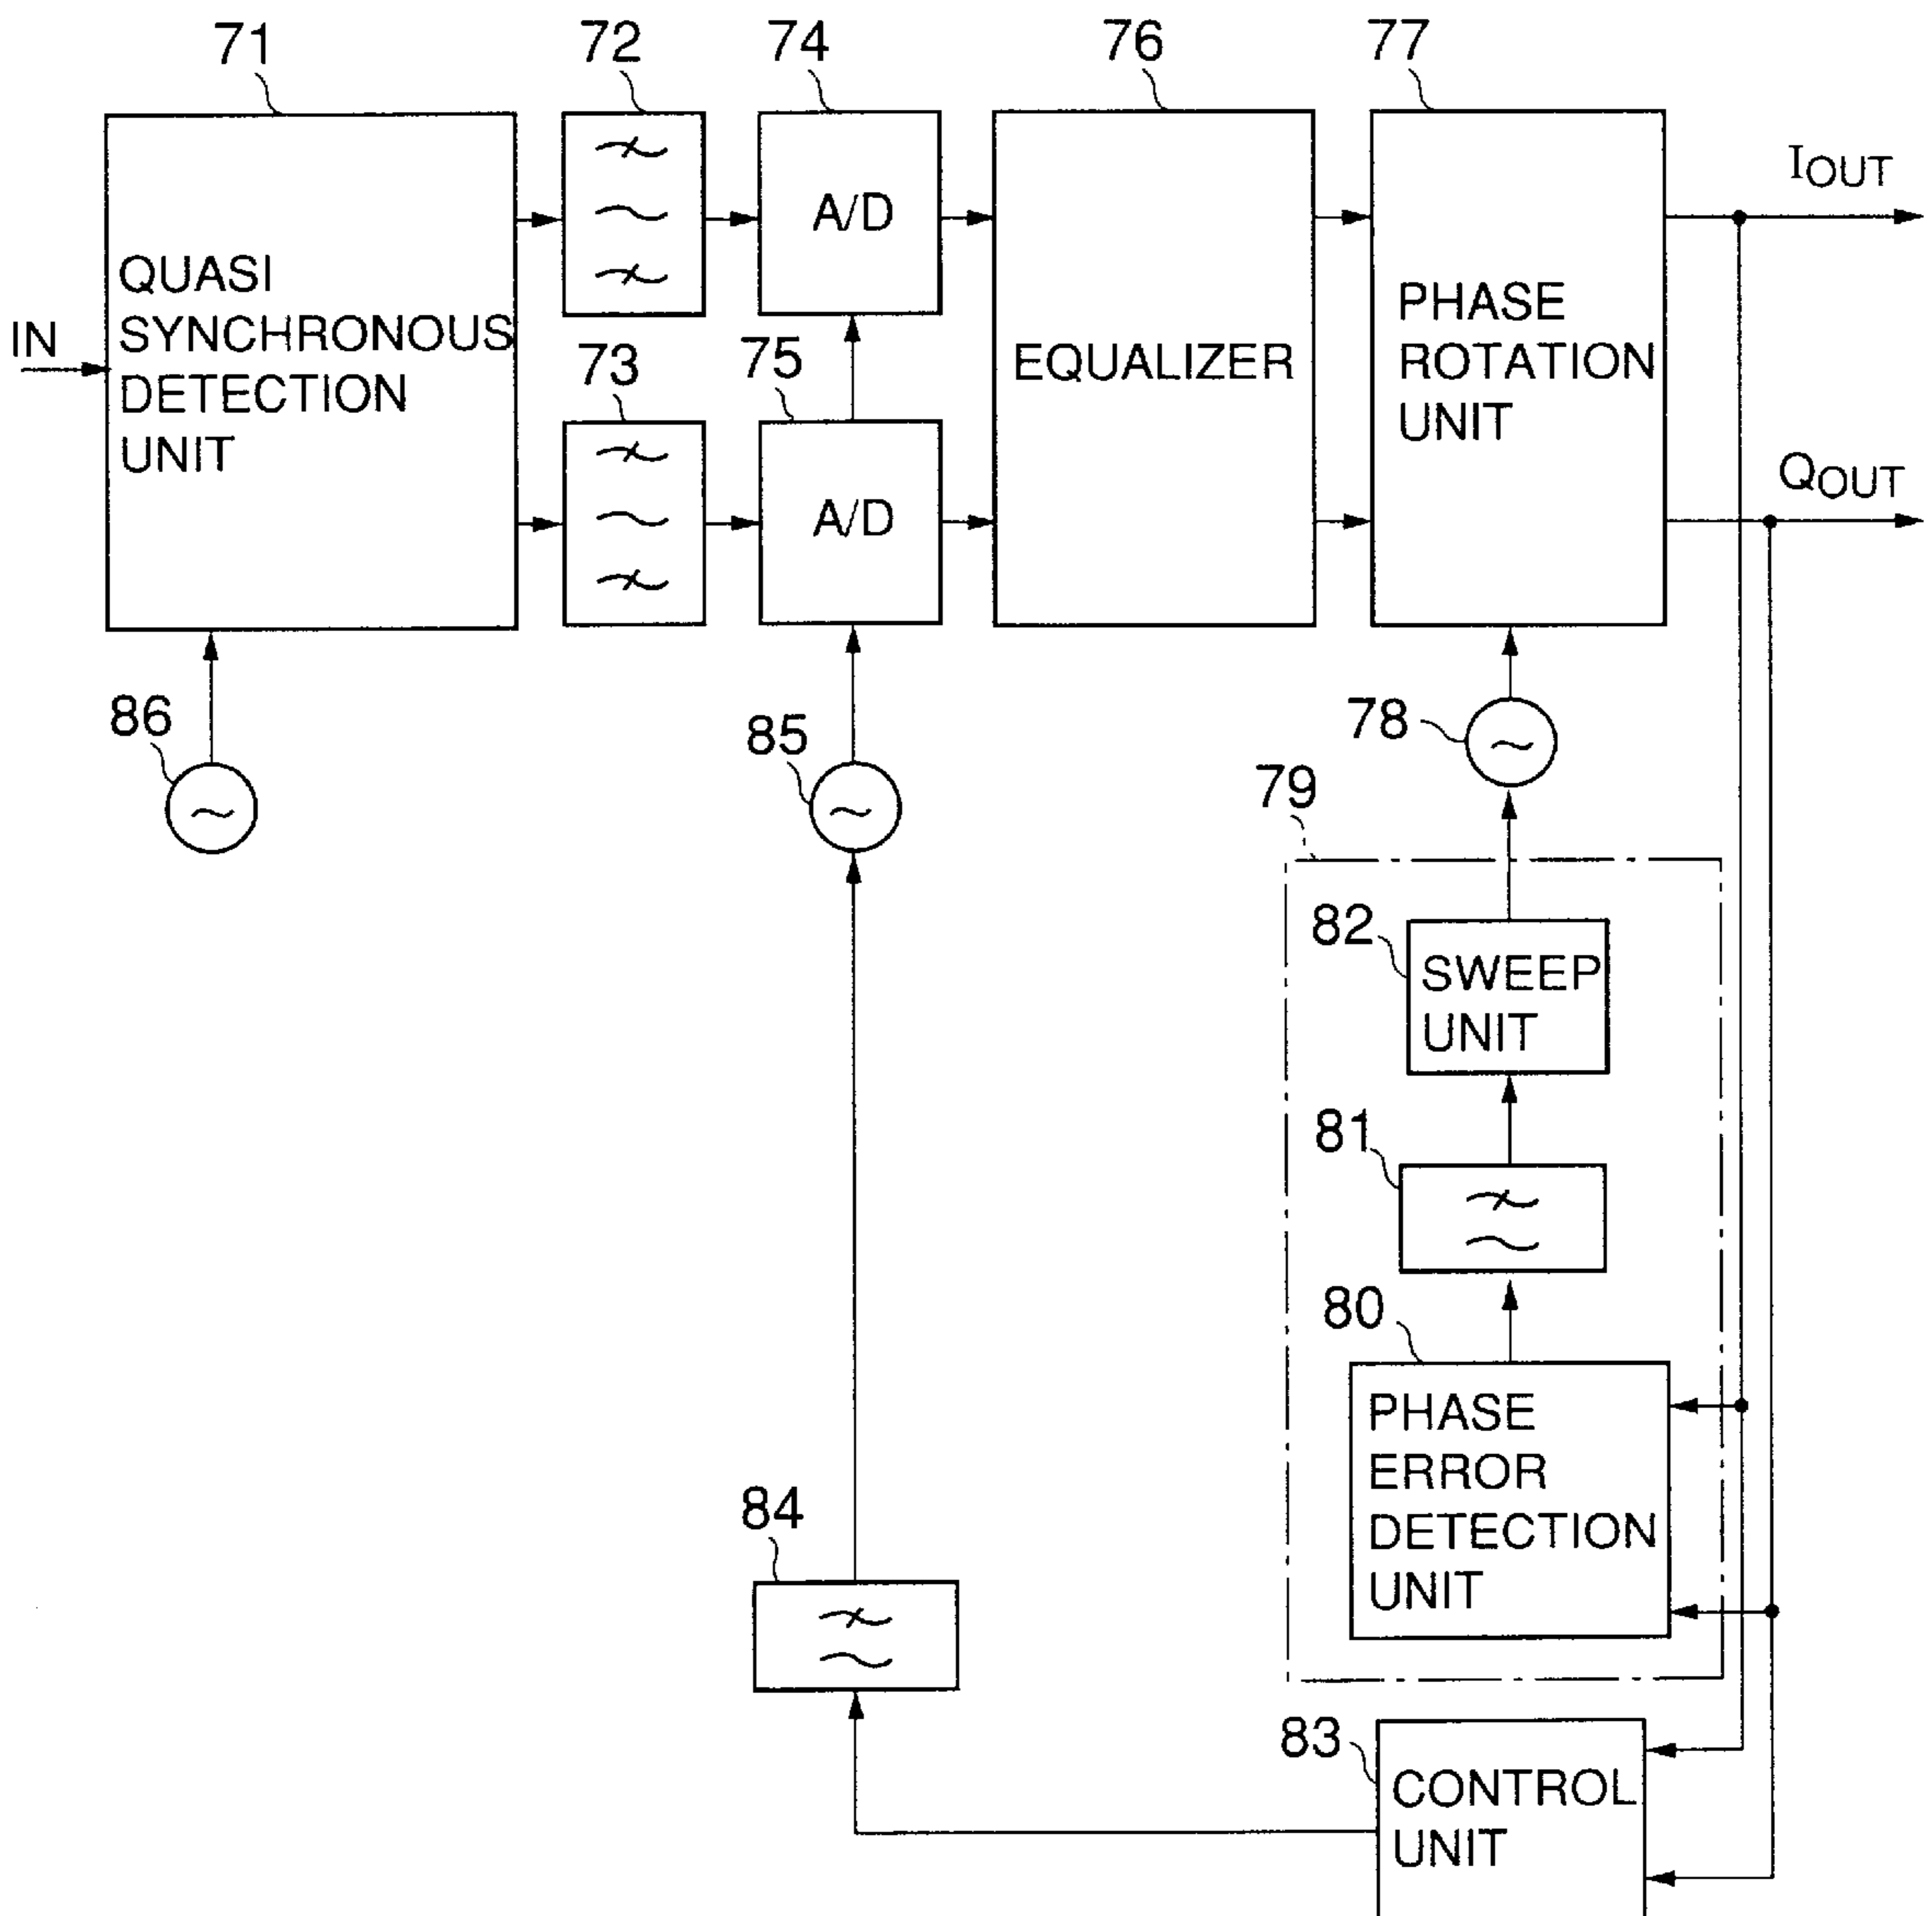 71
72
74
76
77
IOUT
A/D
QUASI
SYNCHRONOUS
DETECTION
UNIT
IN
73
75
EQUALIZER
PHASE
ROTATION
UNIT
QOUT
A/D
86
85
78
79
82
SWEEP
UNIT
81
80
PHASE
ERROR
DETECTION
UNIT
84
83
CONTROL
UNIT